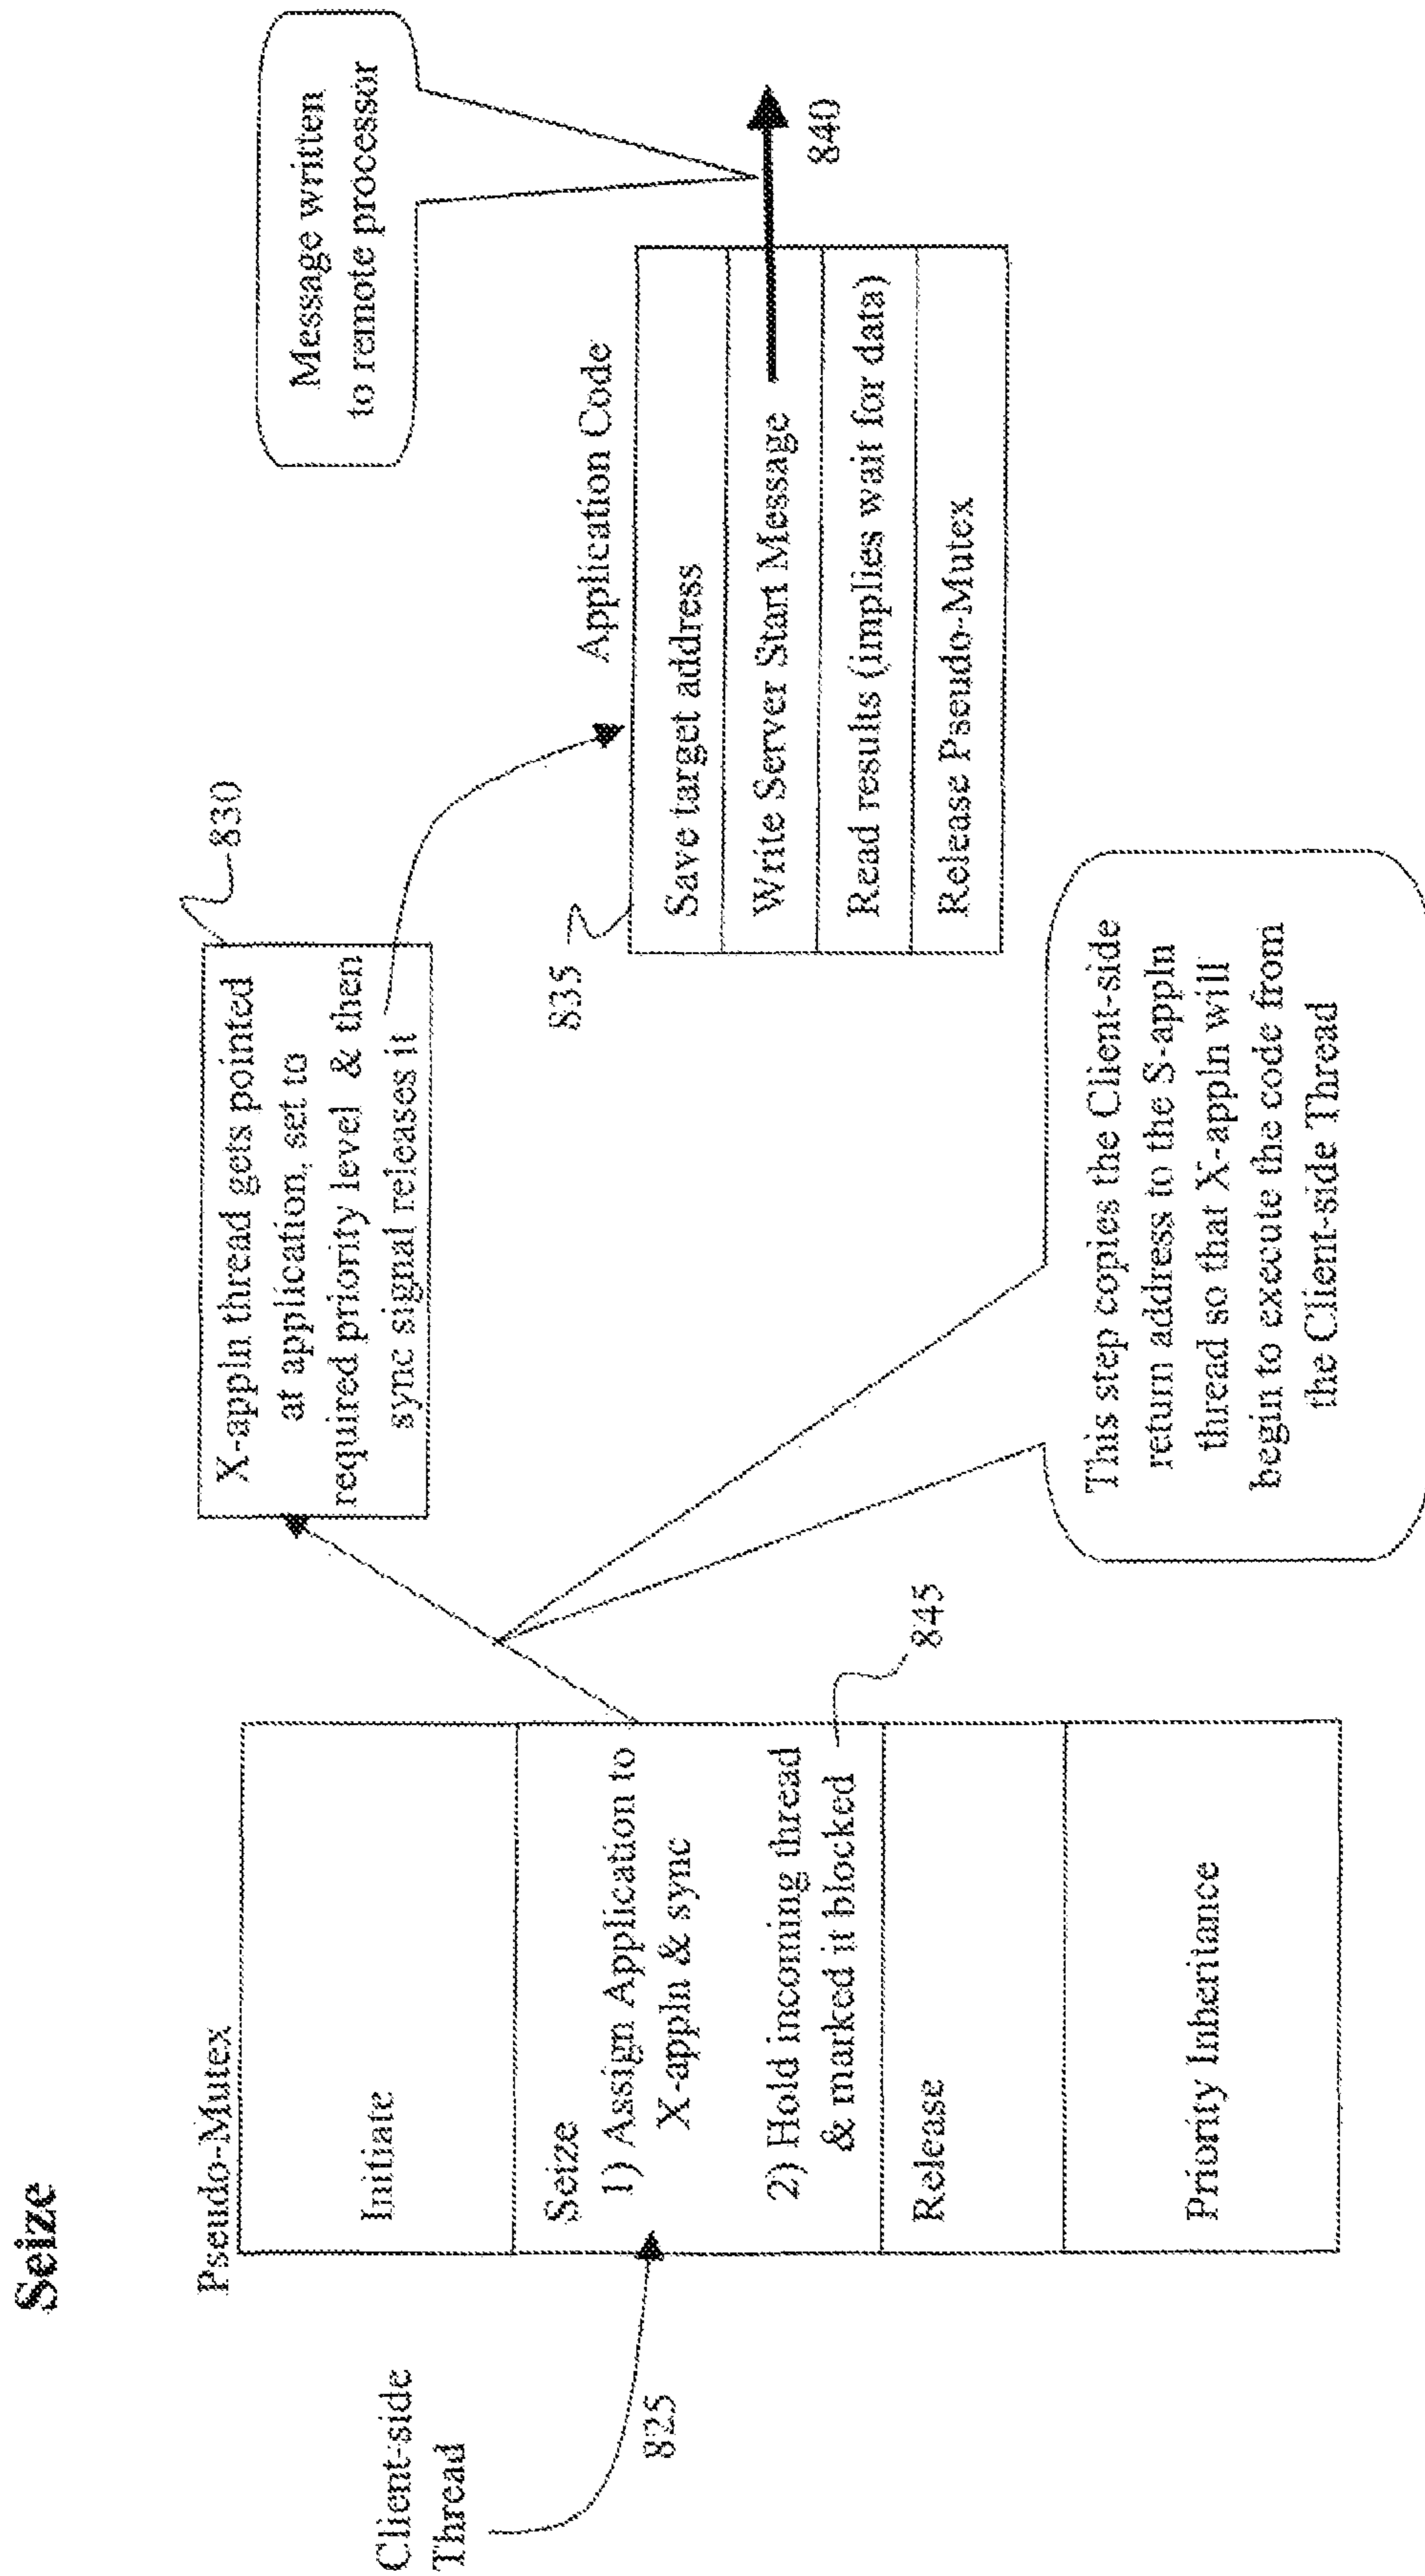 Seize
Client-side
Thread
825
Pseudo-Mutex
Initiate
Seize
1) Assign Application to
X-appln & sync
2) Hold incoming thread
& marked it blocked
845
Release
Priority Inheritance
X-appln thread gets pointed
at application, set to
required priority level & then
sync signal releases it
830
This step copies the Client-side
return address to the S-appln
thread so that X-appln will
begin to execute the code from
the Client-side Thread
835
Application Code
Save target address
Write Server Start Message
Read results (implies wait for data)
Release Pseudo-Mutex
840
Message written
to remote processor